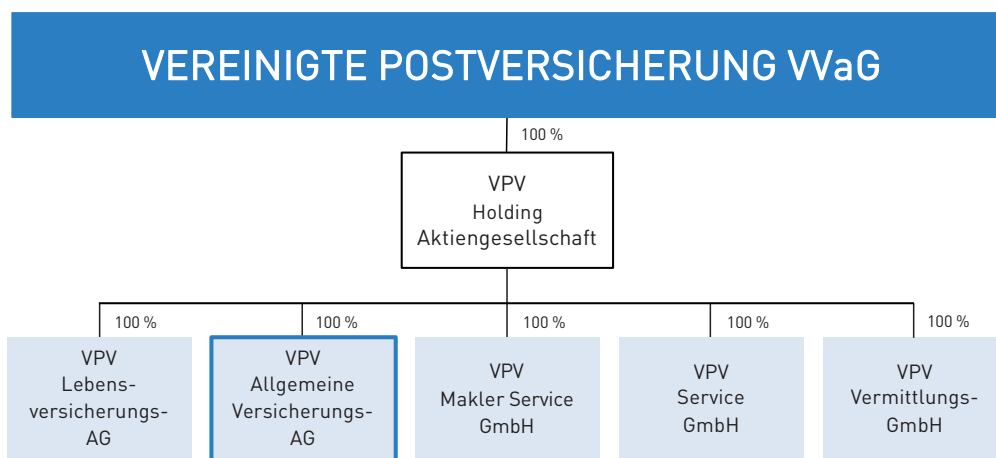 VEREINIGTE POSTVERSICHERUNG VVaG
100 %
VPV
Holding
Aktiengesellschaft
100 %
100 %
100 %
100 %
100 %
VPV
Lebens-
versicherungs-
AG
VPV
Allgemeine
Versicherungs-
AG
VPV
Makler Service
GmbH
VPV
Service
GmbH
VPV
Vermittlungs-
GmbH